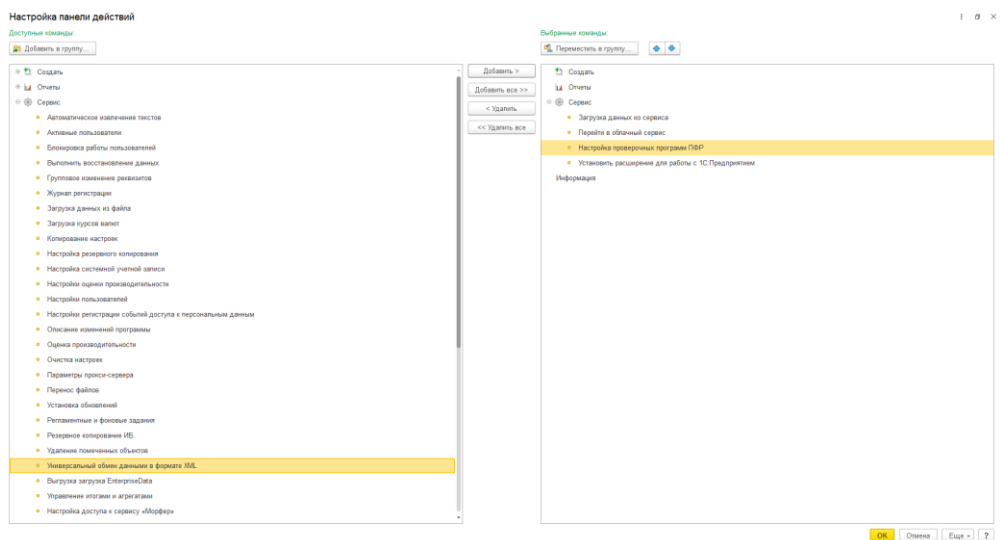 Настройка панели действий
Доступные команды:
Выбранные команды:
Добавить в группу...
Переместить в группу...
Создать
Отчеты
Сервис
Автоматическое извлечение текстов
Активные пользователи
Блокировка работы пользователей
Выполнить восстановление данных
Групповое изменение реквизитов
Журнал регистрации
Загрузка данных из файла
Загрузка курсов валют
Копирование настроек
Настройка резервного копирования
Настройка системной учетной записи
Настройки оценки производительности
Настройки пользователей
Настройки регистрации событий доступа к персональным данным
Описание изменений программы
Оценка производительности
Очистка настроек
Параметры прокси-сервера
Перенос файлов
Установка обновлений
Регламентные и фоновые задания
Резервное копирование ИБ
Удаление помеченных объектов
Универсальный обмен данными в формате XML
Выгрузка загрузка EnterpriseData
Управление итогами и агрегатами
Настройка доступа к сервису «Морфер»
Добавить >
Добавить все >>
< Удалить
<< Удалить все
Создать
Отчеты
Сервис
Загрузка данных из сервиса
Перейти в облачный сервис
Настройка проверочных программ ПФР
Установить расширение для работы с 1С:Предприятием
Информация
ОК
Отмена
Еще
?